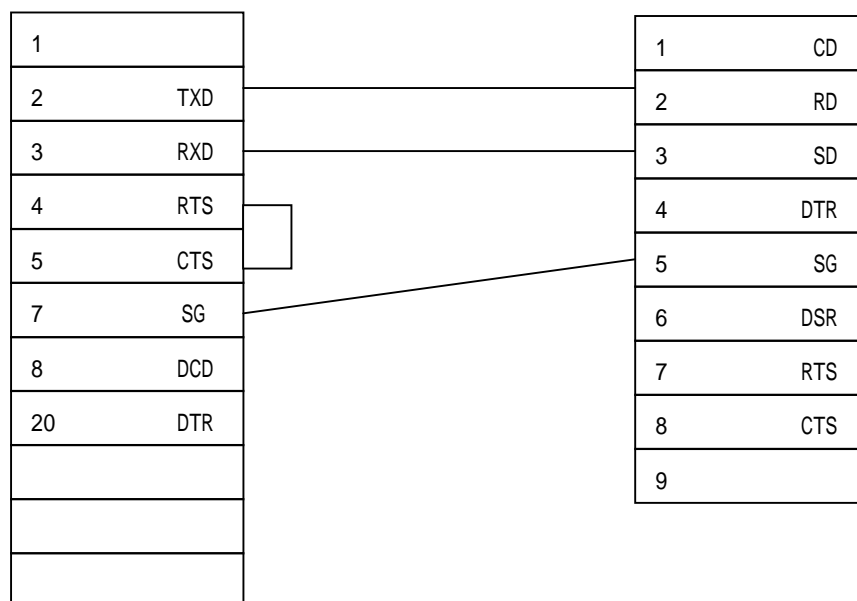 1
2 TXD
3 RXD
4 RTS
5 CTS
7 SG
8 DCD
20 DTR
1 CD
2 RD
3 SD
4 DTR
5 SG
6 DSR
7 RTS
8 CTS
9